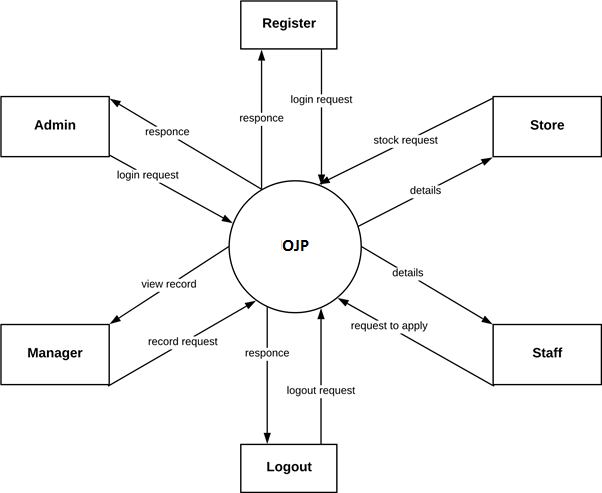 Register
responce
login request
Admin
responce
login request
Store
stock request
details
OJP
Manager
view record
record request
Staff
details
request to apply
responce
logout request
Logout